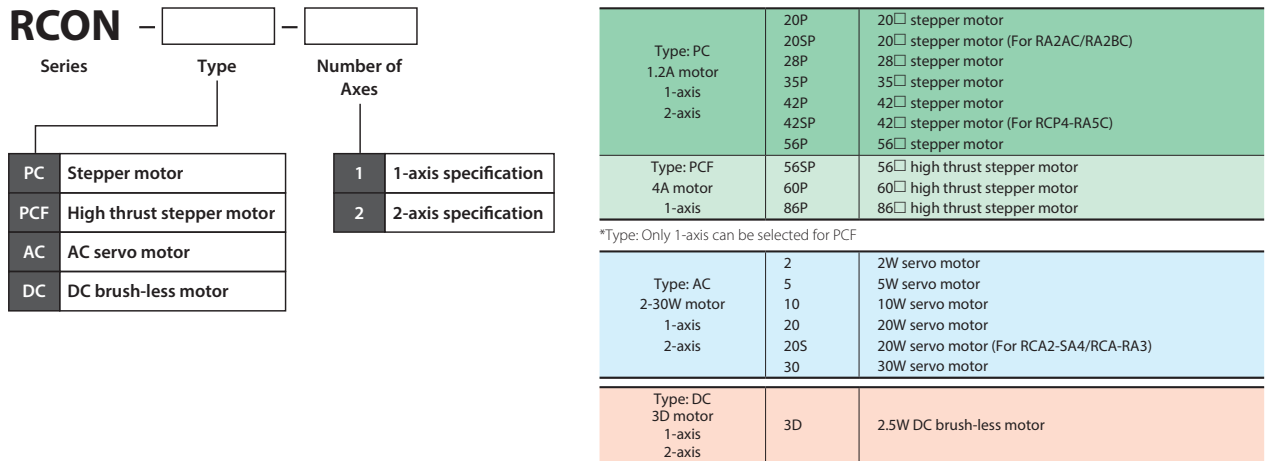 RCON – –
Series Type Number of
Axes
PC Stepper motor
PCF High thrust stepper motor
AC AC servo motor
DC DC brush-less motor
1 1-axis specification
2 2-axis specification
Type: PC
1.2A motor
1-axis
2-axis
20P 20□ stepper motor
20SP 20□ stepper motor (For RA2AC/RA2BC)
28P 28□ stepper motor
35P 35□ stepper motor
42P 42□ stepper motor
42SP 42□ stepper motor (For RCP4-RA5C)
56P 56□ stepper motor
Type: PCF
4A motor
1-axis
56SP 56□ high thrust stepper motor
60P 60□ high thrust stepper motor
86P 86□ high thrust stepper motor
*Type: Only 1-axis can be selected for PCF
Type: AC
2-30W motor
1-axis
2-axis
2 2W servo motor
5 5W servo motor
10 10W servo motor
20 20W servo motor
20S 20W servo motor (For RCA2-SA4/RCA-RA3)
30 30W servo motor
Type: DC
3D motor
1-axis
2-axis
3D 2.5W DC brush-less motor